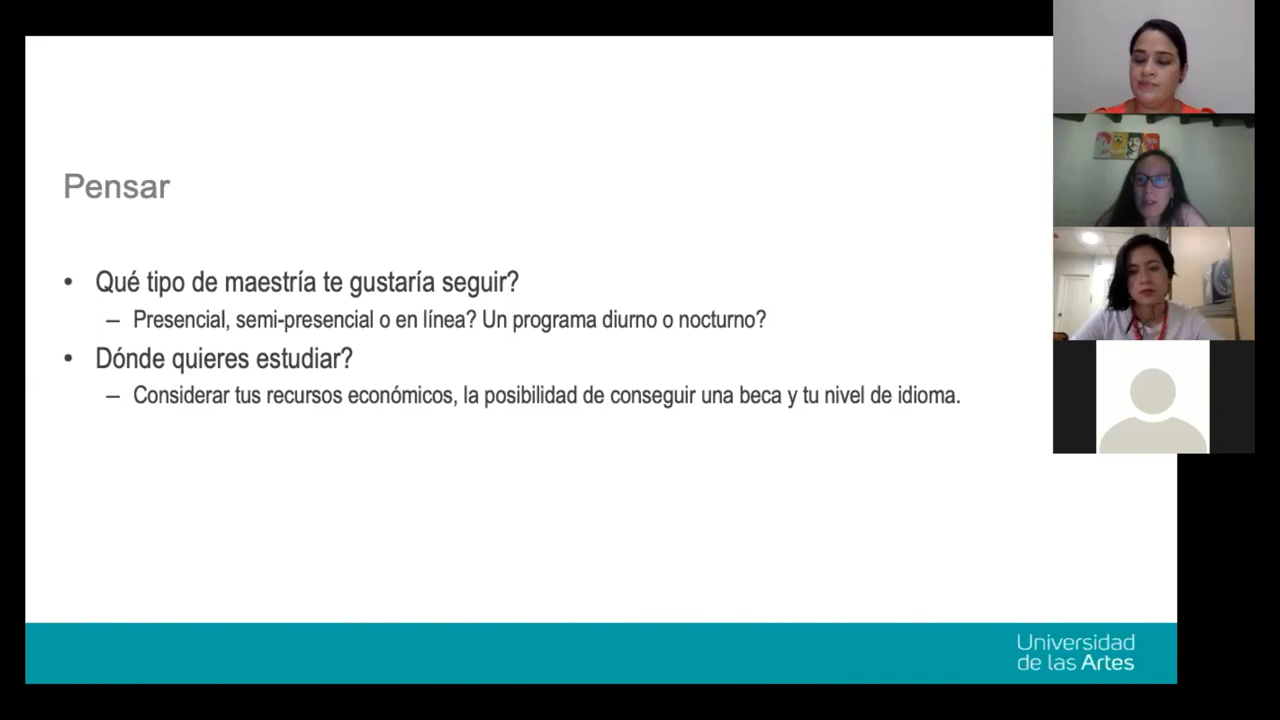 Pensar
• Qué tipo de maestría te gustaría seguir?
– Presencial, semi-presencial o en línea? Un programa diurno o nocturno?
• Dónde quieres estudiar?
– Considerar tus recursos económicos, la posibilidad de conseguir una beca y tu nivel de idioma.
Universidad
de las Artes